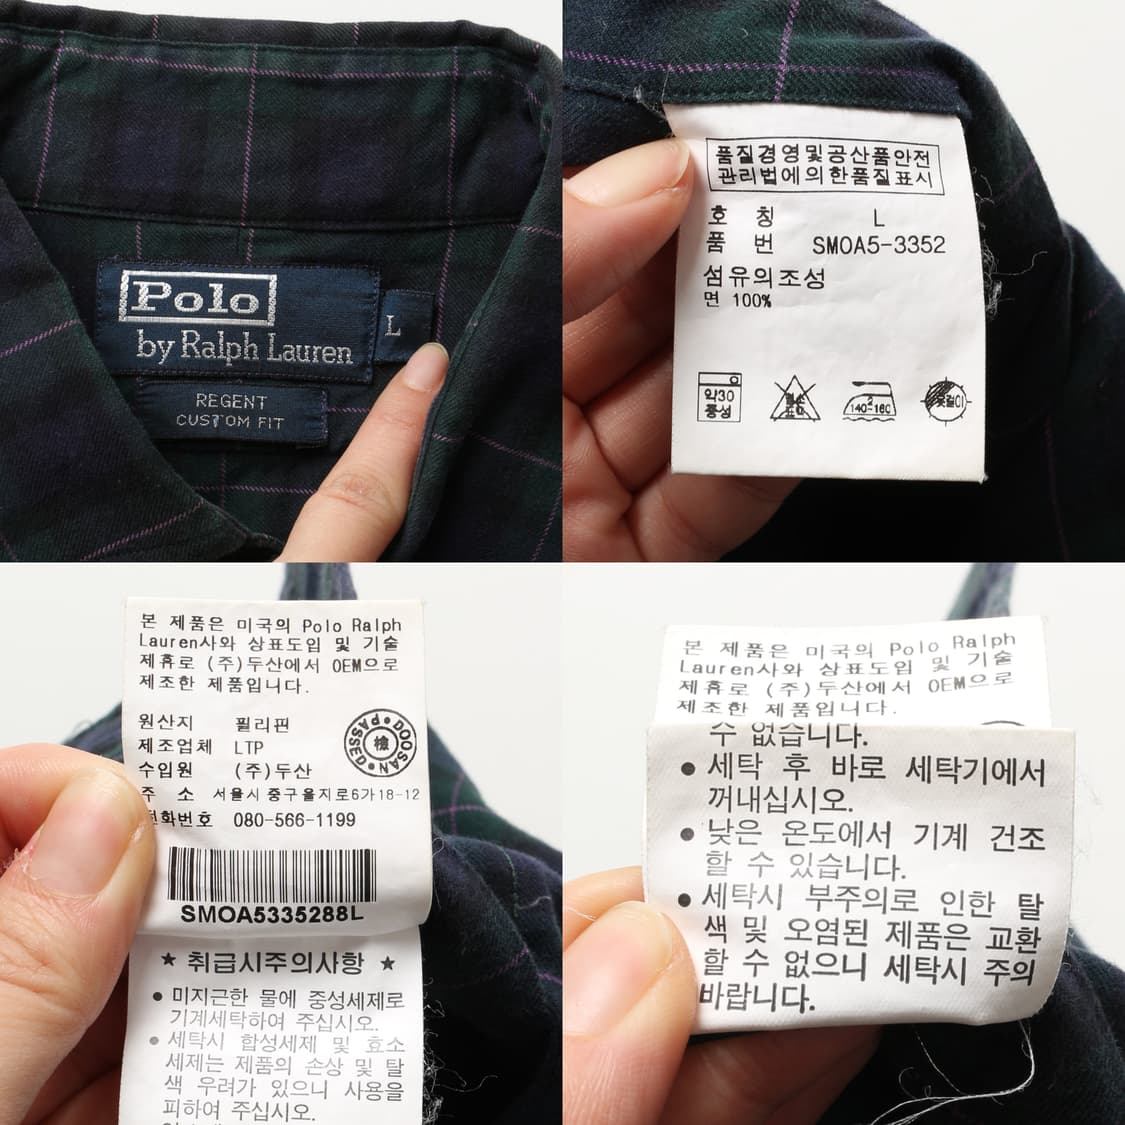 Polo
by Ralph Lauren
L
REGENT
CUSTOM FIT
품질경영및공산품안전
관리법에의한품질표시
호 칭 L
품 번 SMOA5-3352
섬유의조성
면 100%
약30
중성
140-160
옷걸이
본 제품은 미국의 Polo Ralph
Lauren사와 상표도입 및 기술
제휴로 (주)두산에서 OEM으로
제조한 제품입니다.
원산지 필리핀
제조업체 LTP
수입원 (주)두산
주 소 서울시중구을지로6가18-12
전화번호 080-566-1199
DOOSAN PASSED
檢
SMOA5335288L
★ 취급시주의사항 ★
● 미지근한 물에 중성세제로
기계세탁하여 주십시오.
● 세탁시 합성세제 및 효소
세제는 제품의 손상 및 탈
색 우려가 있으니 사용을
피하여 주십시오.
본 제품은 미국의 Polo Ralph
Lauren사와 상표도입 및 기술
제휴로 (주)두산에서 OEM으로
제조한 제품입니다.
수 없습니다.
● 세탁 후 바로 세탁기에서
꺼내십시오.
● 낮은 온도에서 기계 건조
할 수 있습니다.
● 세탁시 부주의로 인한 탈
색 및 오염된 제품은 교환
할 수 없으니 세탁시 주의
바랍니다.